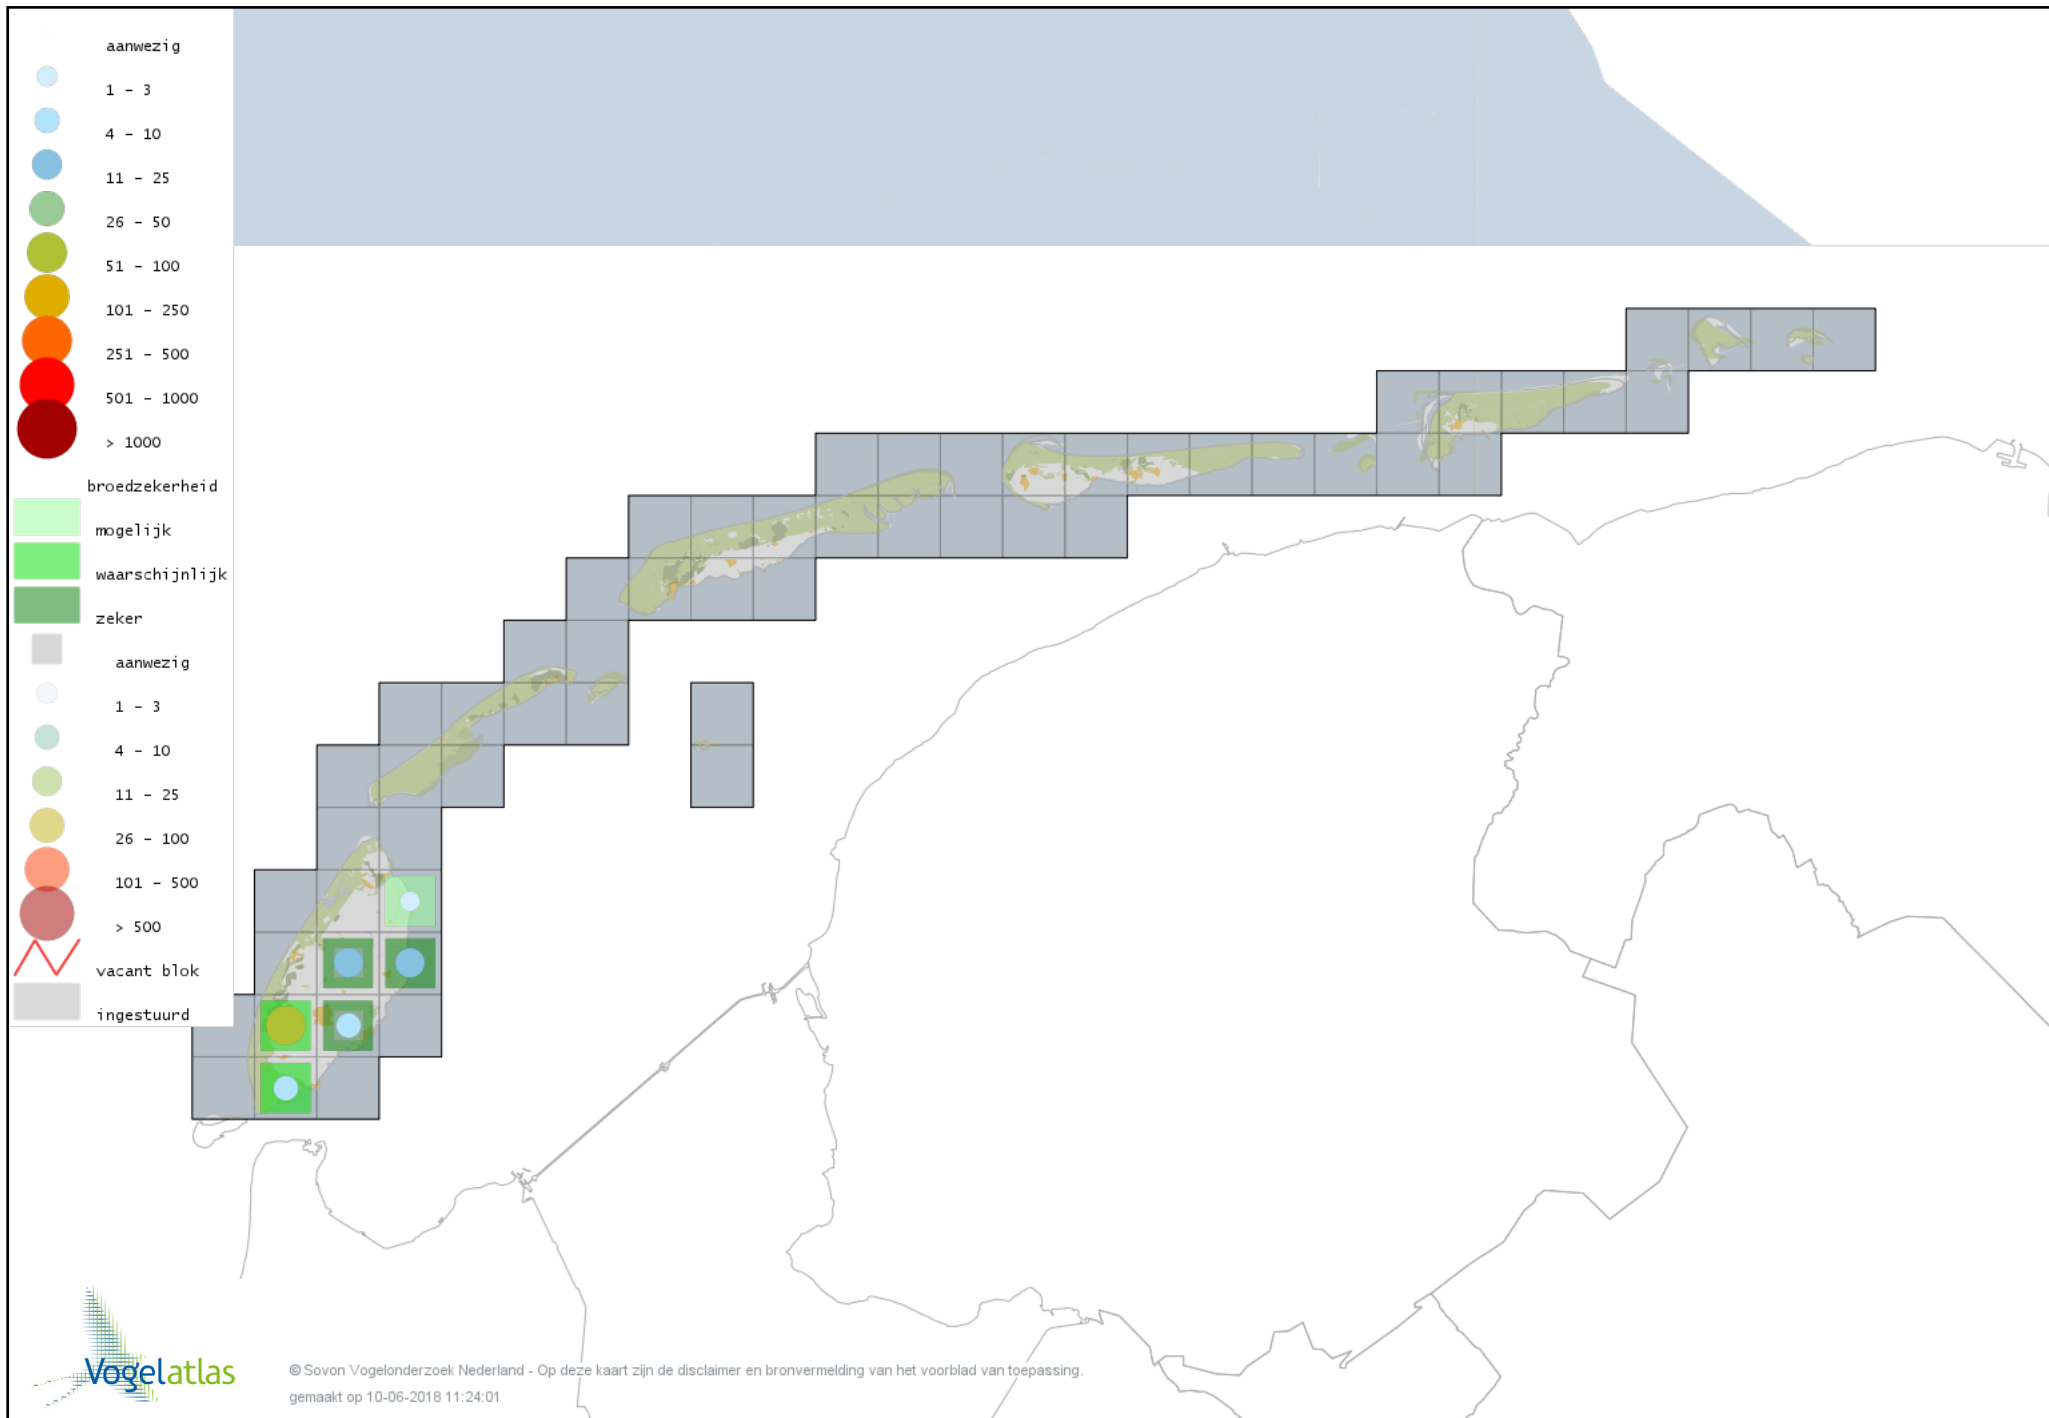 aanwezig
1 - 3
4 - 10
11 - 25
26 - 50
51 - 100
101 - 250
251 - 500
501 - 1000
> 1000
broedzekerheid
mogelijk
waarschijnlijk
zeker
aanwezig
1 - 3
4 - 10
11 - 25
26 - 100
101 - 500
> 500
vacant blok
ingestuurd
Vogelatlas
© Sovon Vogelonderzoek Nederland - Op deze kaart zijn de disclaimer en bronvermelding van het voorblad van toepassing.
gemaakt op 10-06-2018 11:24:01